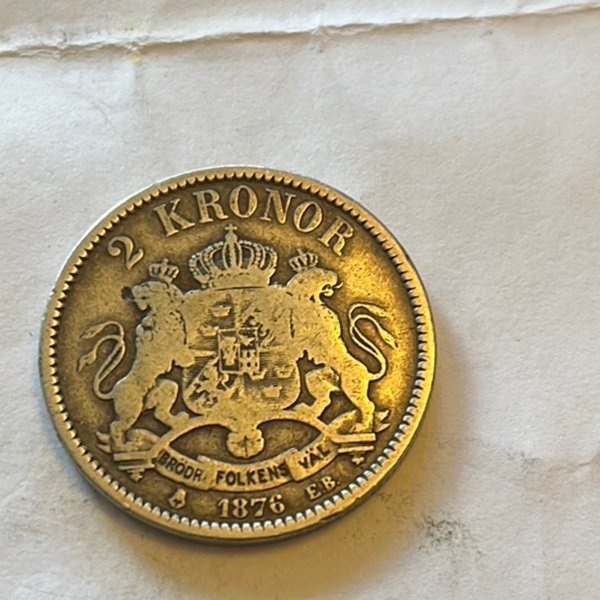 2 KRONOR
BRÖDR. FOLKENS VÄL
1876 E.B.